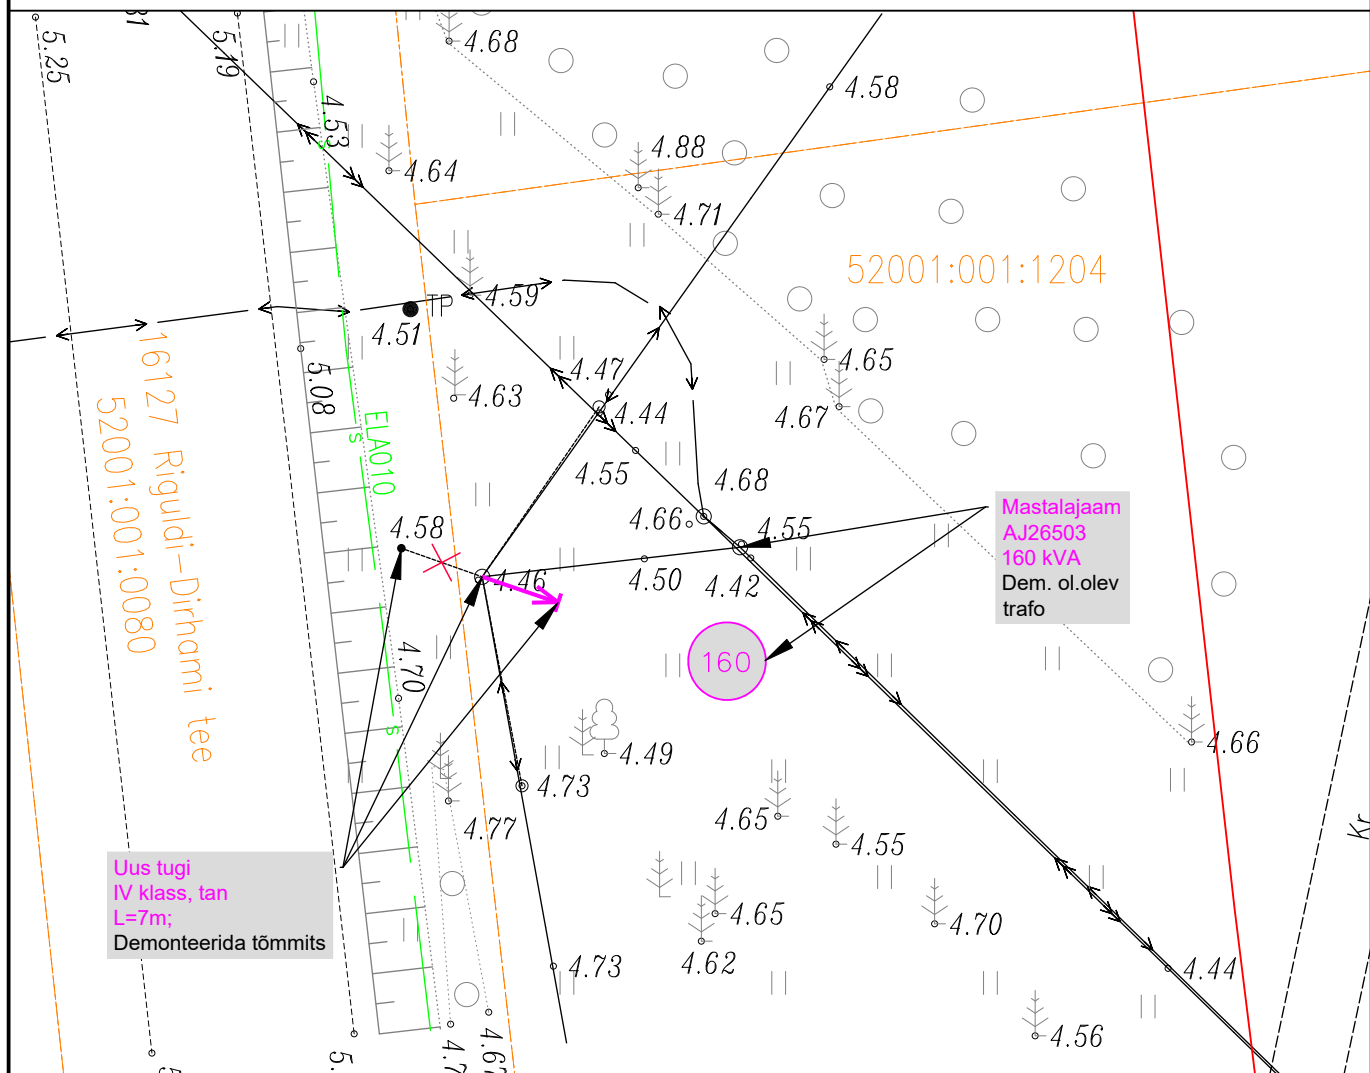 81
5.25
5.19
4.53
4.68
4.58
4.64
4.88
4.71
52001:001:1204
4.59
TP
4.51
16127 Riguldi-Dirhami tee
52001:001:0080
5.08
4.63
4.47
4.44
4.65
4.67
ELA010
4.55
4.68
4.66
4.55
4.58
4.46
4.50
4.42
Mastalajaam
AJ26503
160 kVA
Dem. ol.olev
trafo
160
4.70
s
s
s
4.49
4.66
4.73
4.77
4.65
4.55
Kr
Uus tugi
IV klass, tan
L=7m;
Demonteerida tõmmits
4.65
4.70
4.62
4.73
4.44
4.56